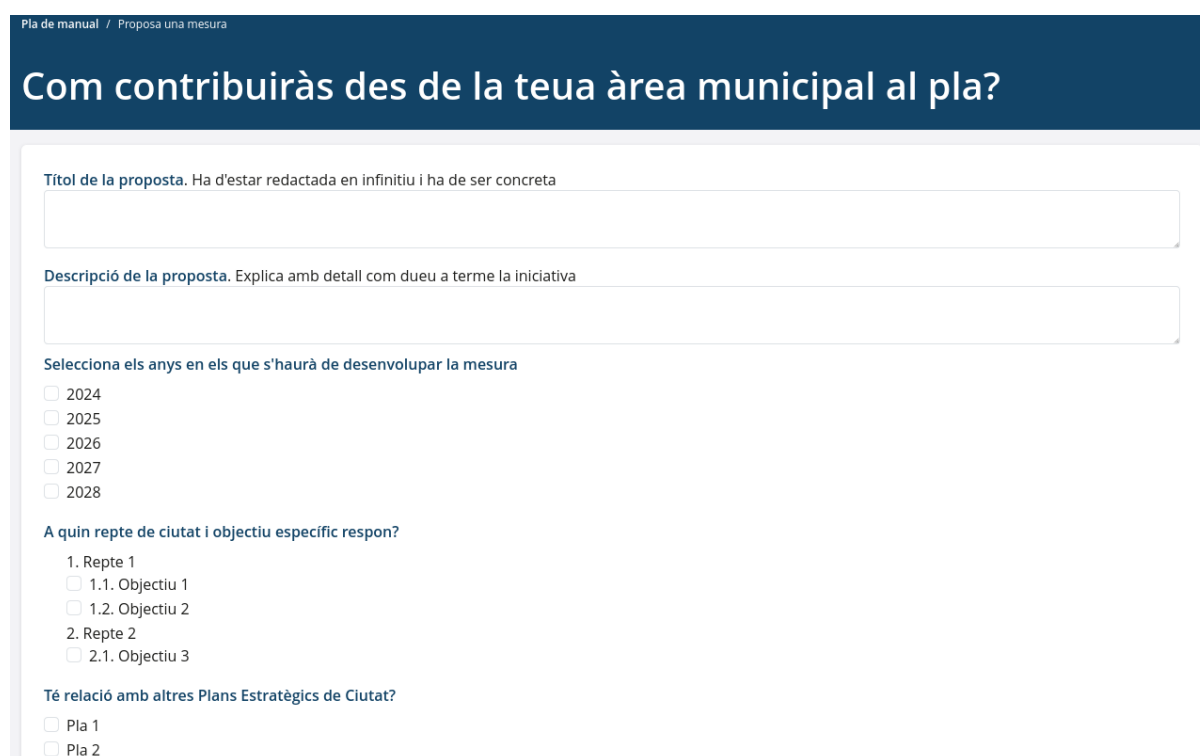 Pla de manual / Proposa una mesura
Com contribuiràs des de la teua àrea municipal al pla?
Títol de la proposta. Ha d'estar redactada en infinitiu i ha de ser concreta
Descripció de la proposta. Explica amb detall com dueu a terme la iniciativa
Selecciona els anys en els que s'haurà de desenvolupar la mesura
2024
2025
2026
2027
2028
A quin repte de ciutat i objectiu específic respon?
1. Repte 1
1.1. Objectiu 1
1.2. Objectiu 2
2. Repte 2
2.1. Objectiu 3
Té relació amb altres Plans Estratègics de Ciutat?
Pla 1
Pla 2